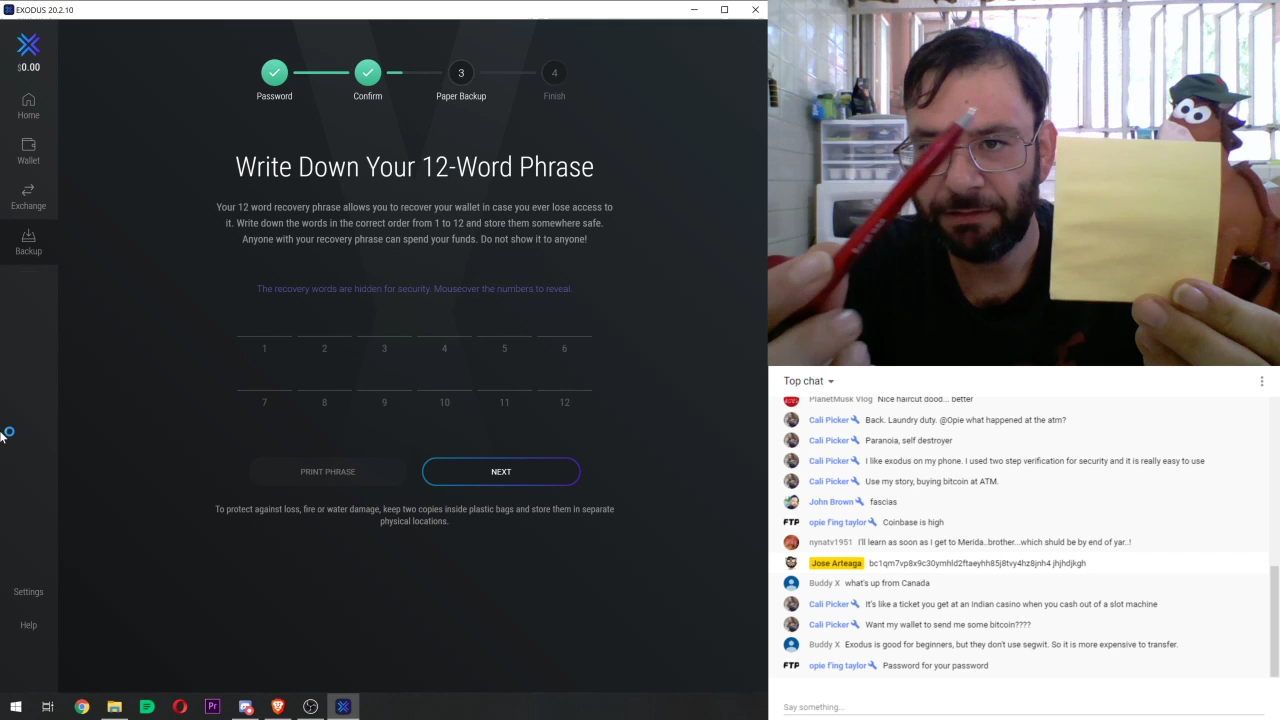 EXODUS 20.2.10
$0.00
Home
Wallet
Exchange
Backup
Settings
Help
3
4
Password
Confirm
Paper Backup
Finish
Write Down Your 12-Word Phrase
Your 12 word recovery phrase allows you to recover your wallet in case you ever lose access to
it. Write down the words in the correct order from 1 to 12 and store them somewhere safe.
Anyone with your recovery phrase can spend your funds. Do not show it to anyone!
The recovery words are hidden for security. Mouseover the numbers to reveal.
1 2 3 4 5 6
7 8 9 10 11 12
PRINT PHRASE
NEXT
To protect against loss, fire or water damage, keep two copies inside plastic bags and store them in separate
physical locations.
Pr
Top chat
PlanetMusk Vlog Nice haircut dood... better
Cali Picker Back. Laundry duty. @Opie what happened at the atm?
Cali Picker Paranoia, self destroyer
Cali Picker I like exodus on my phone. I used two step verification for security and it is really easy to use
Cali Picker Use my story, buying bitcoin at ATM.
John Brown fascias
FTP opie f'ing taylor Coinbase is high
nynatv1951 I'll learn as soon as I get to Merida..brother...which shuld be by end of yar..!
Jose Arteaga bc1qm7vp8x9c30ymhld2ftaeyhh85j8tvy4hz8jnh4 jhjhdjkgh
Buddy X what's up from Canada
Cali Picker It's like a ticket you get at an Indian casino when you cash out of a slot machine
Cali Picker Want my wallet to send me some bitcoin????
Buddy X Exodus is good for beginners, but they don't use segwit. So it is more expensive to transfer.
FTP opie f'ing taylor Password for your password
Say something...